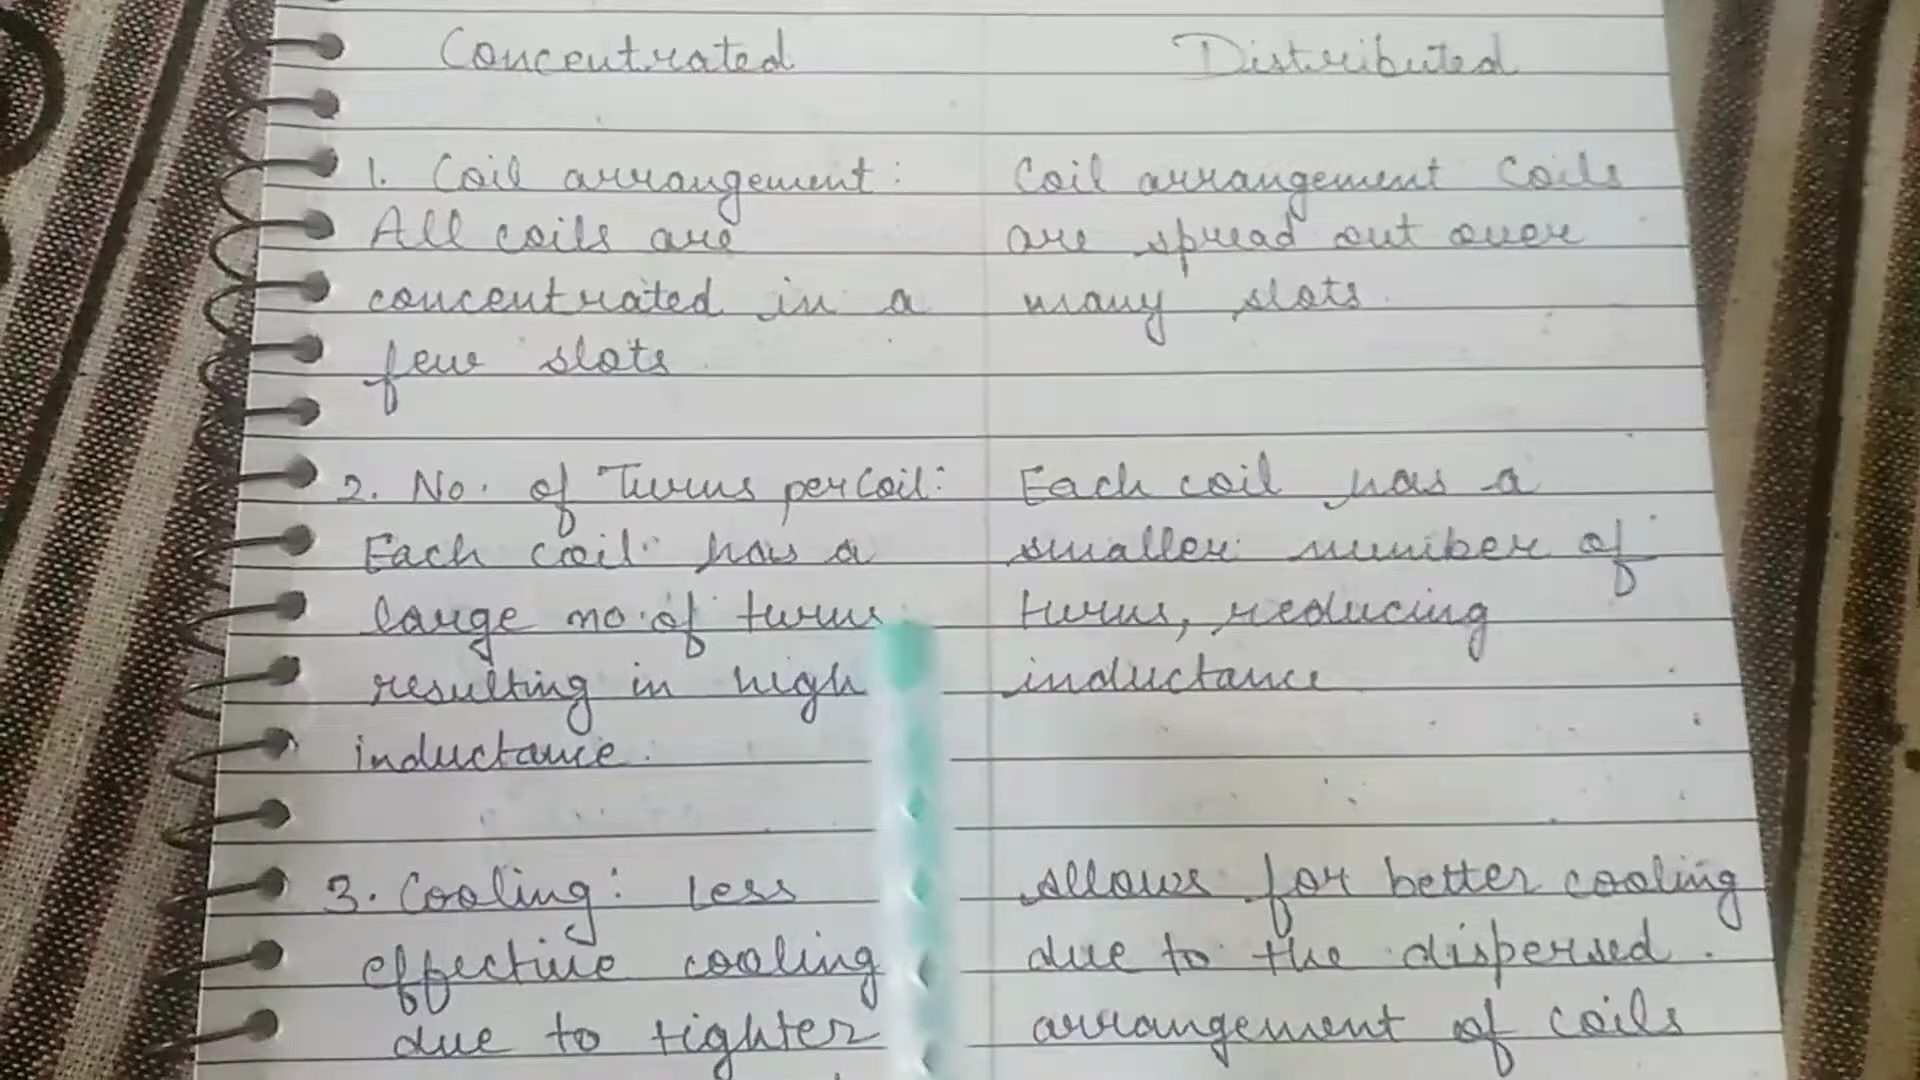 Concentrated
1. Coil arrangement:
All coils are
concentrated in a
few slots
2. No. of Turns per Coil:
Each coil has a
large no. of turns
resulting in high
inductance.
3. Cooling: Less
effective cooling
due to tighter
Distributed
Coil arrangement Coils
are spread out over
many slots.
Each coil has a
smaller number of
turns, reducing
inductance
Allows for better cooling
due to the dispersed
arrangement of coils